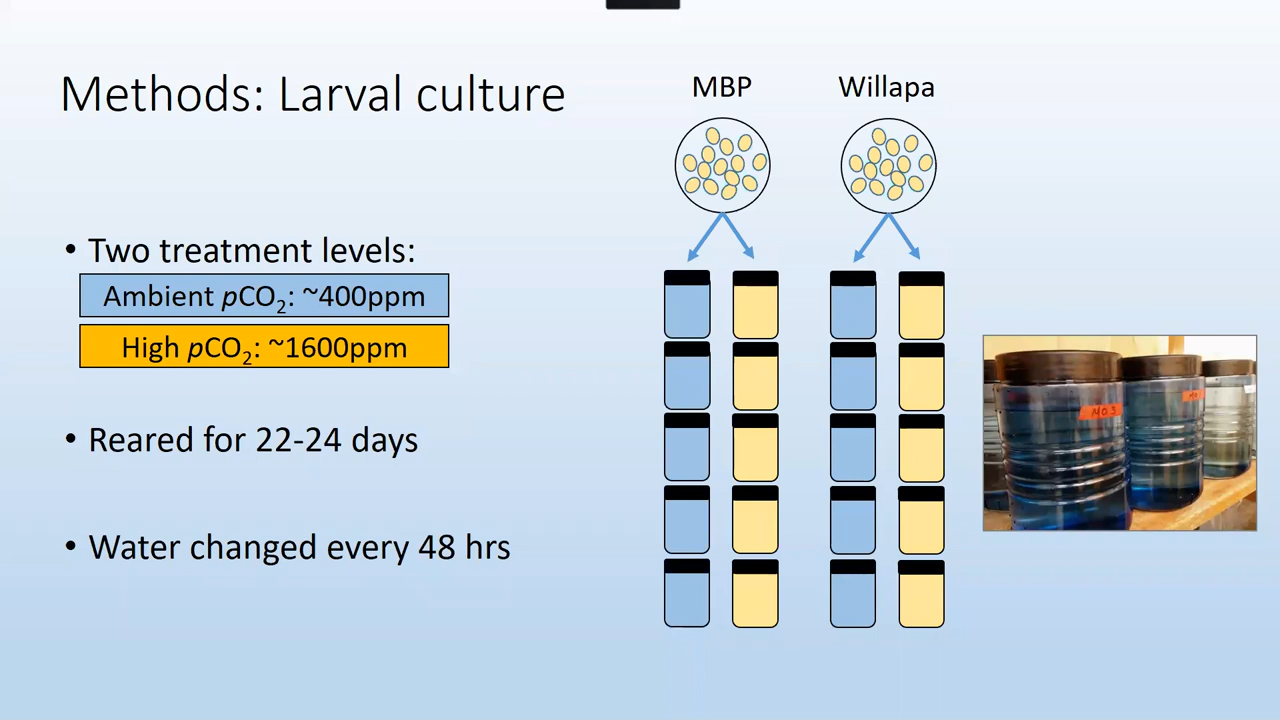 Methods: Larval culture
MBP
Willapa
• Two treatment levels:
Ambient pCO₂: ~400ppm
High pCO₂: ~1600ppm
• Reared for 22-24 days
• Water changed every 48 hrs